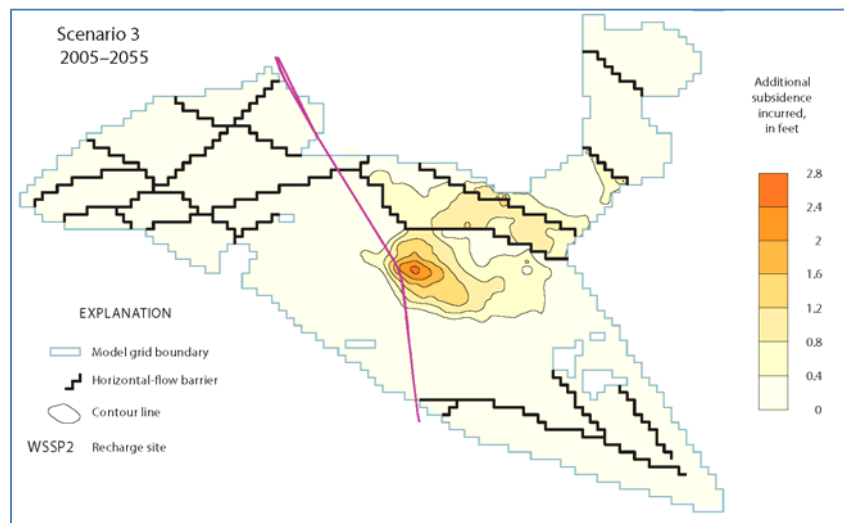 Scenario 3
2005–2055
Additional
subsidence
incurred,
in feet
2.8
2.4
2
1.6
1.2
0.8
0.4
0
EXPLANATION
Model grid boundary
Horizontal-flow barrier
Contour line
WSSP2 Recharge site